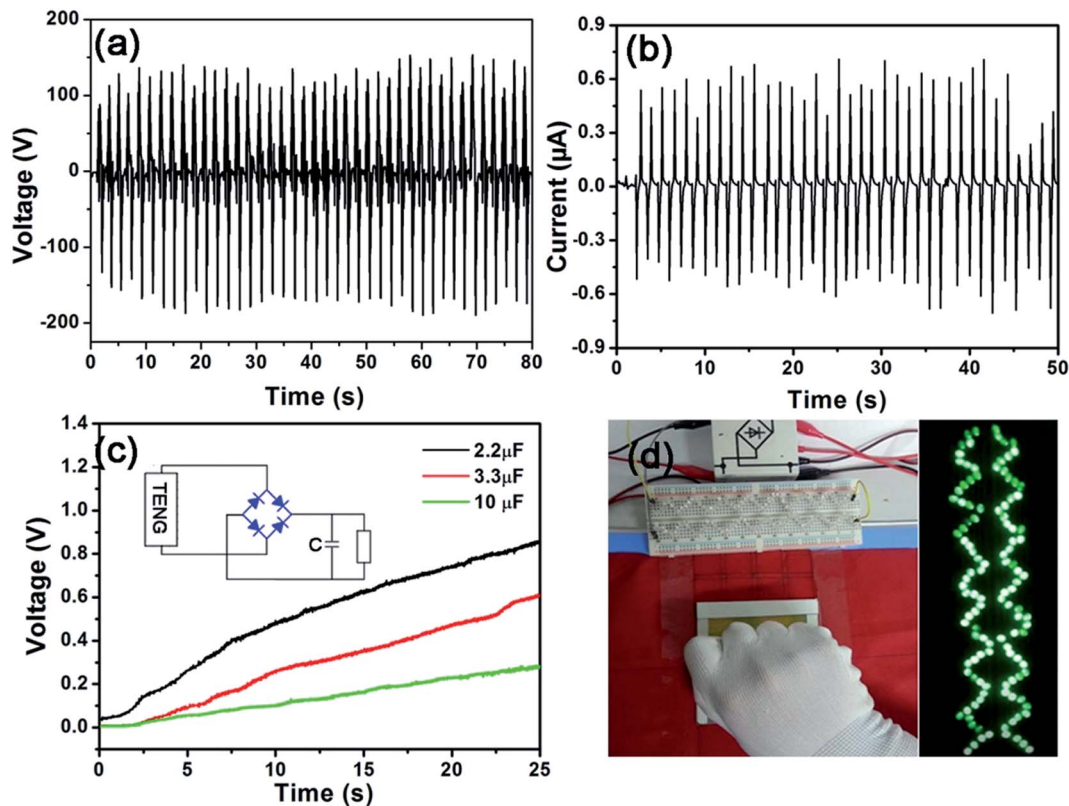 (a)
Voltage (V)
200
100
0
-100
-200
0 10 20 30 40 50 60 70 80
Time (s)
(b)
Current (μA)
0.9
0.6
0.3
0.0
-0.3
-0.6
-0.9
0 10 20 30 40 50
Time (s)
(c)
Voltage (V)
1.4
1.2
1.0
0.8
0.6
0.4
0.2
0.0
0 5 10 15 20 25
Time (s)
2.2μF
3.3μF
10 μF
TENG
C
(d)